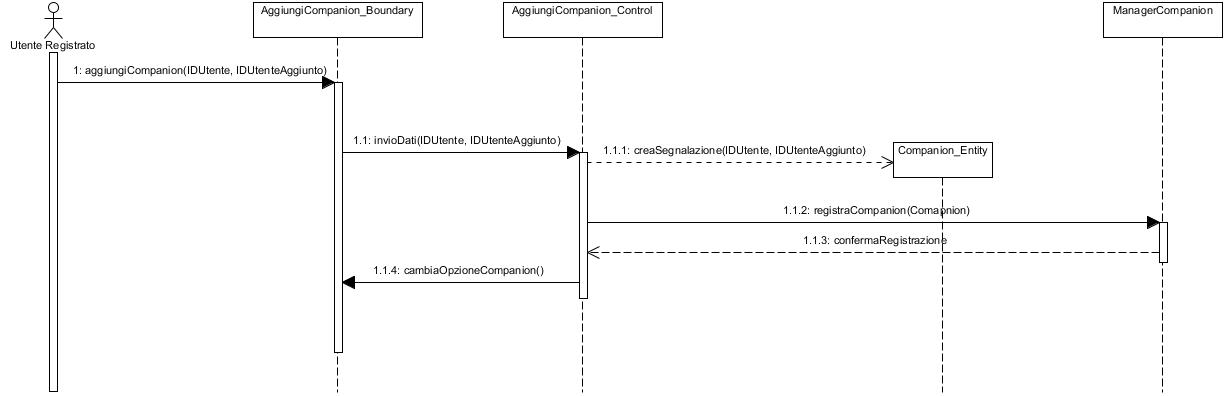 AggiungiCompanion_Boundary
AggiungiCompanion_Control
ManagerCompanion
Utente Registrato
1: aggiungiCompanion(IDUtente, IDUtenteAggiunto)
1.1: invioDati(IDUtente, IDUtenteAggiunto)
1.1.1: creaSegnalazione(IDUtente, IDUtenteAggiunto)
Companion_Entity
1.1.2: registraCompanion(Comapnion)
1.1.3: confermaRegistrazione
1.1.4: cambiaOpzioneCompanion()